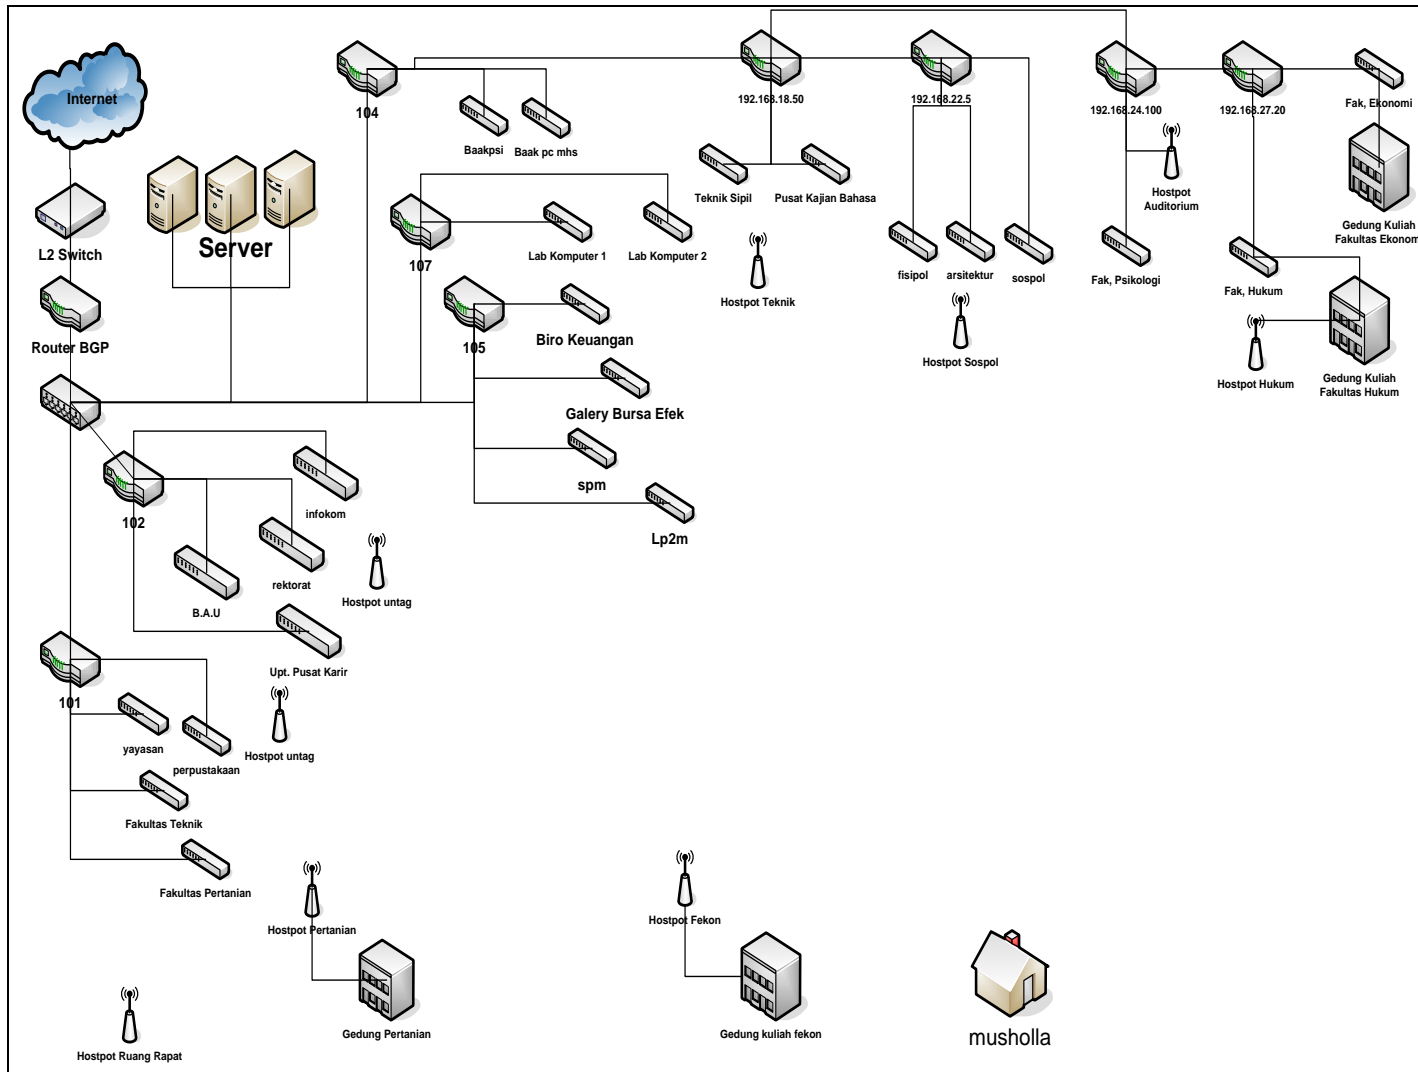 Internet
104
Baakpsi
Baak pc mhs
192.168.18.50
192.168.22.5
192.168.24.100
192.168.27.20
Fak, Ekonomi
Teknik Sipil
Pusat Kajian Bahasa
Hostpot
Auditorium
Gedung Kuliah
Fakultas Ekonom
L2 Switch
Server
107
Lab Komputer 1
Lab Komputer 2
Hostpot Teknik
fisipol
arsitektur
sospol
Fak, Psikologi
Fak, Hukum
Router BGP
105
Biro Keuangan
Hostpot Sospol
Hostpot Hukum
Gedung Kuliah
Fakultas Hukum
Galery Bursa Efek
spm
Lp2m
102
infokom
rektorat
B.A.U
Hostpot untag
Upt. Pusat Karir
101
yayasan
perpustakaan
Hostpot untag
Fakultas Teknik
Fakultas Pertanian
Hostpot Pertanian
Hostpot Fekon
Gedung Pertanian
Gedung kuliah fekon
musholla
Hostpot Ruang Rapat